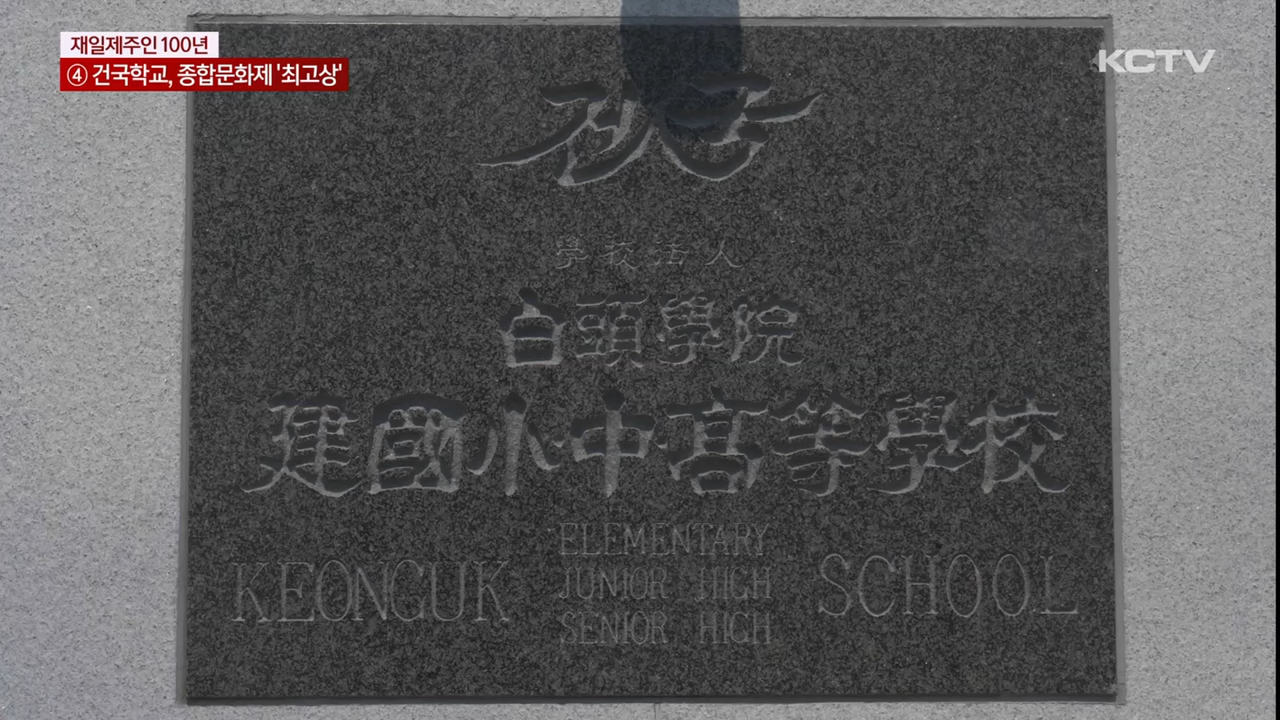 재일제주인 100년
④ 건국학교, 종합문화제 '최고상'
KCTV
건국
學校法人
白頭學院
建國小中高等學校
KEONGUK
ELEMENTARY
JUNIOR HIGH
SENIOR HIGH
SCHOOL